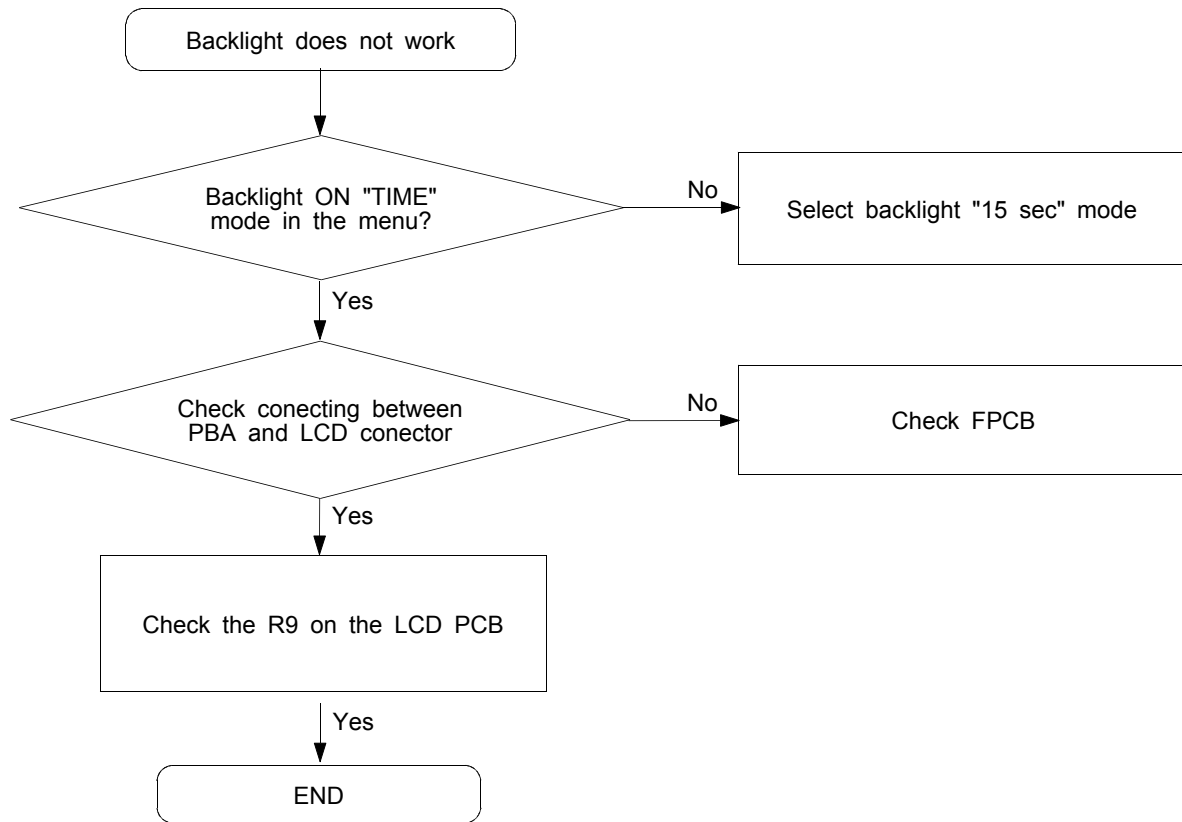 Backlight does not work
Backlight ON "TIME"
mode in the menu?
No
Select backlight "15 sec" mode
Yes
Check conecting between
PBA and LCD conector
No
Check FPCB
Yes
Check the R9 on the LCD PCB
Yes
END